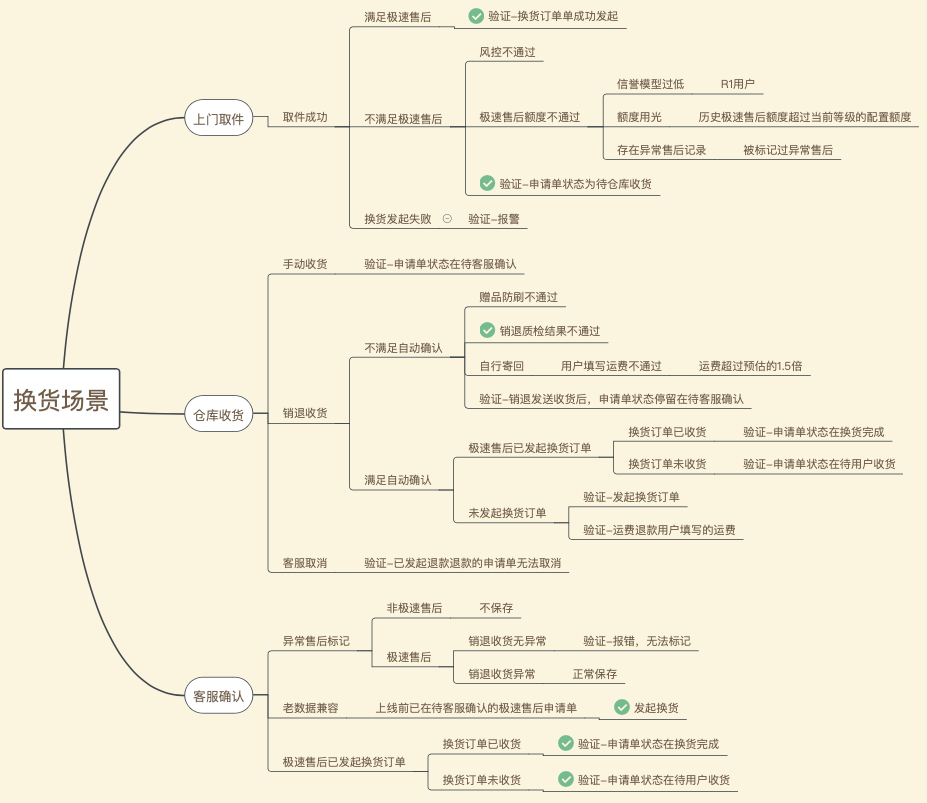 换货场景
上门取件
取件成功
满足极速售后
验证-换货订单单成功发起
不满足极速售后
风控不通过
极速售后额度不通过
信誉模型过低
R1用户
额度用光
历史极速售后额度超过当前等级的配置额度
存在异常售后记录
被标记过异常售后
验证-申请单状态为待仓库收货
换货发起失败
验证-报警
仓库收货
手动收货
验证-申请单状态在待客服确认
销退收货
不满足自动确认
赠品防刷不通过
销退质检结果不通过
自行寄回
用户填写运费不通过
运费超过预估的1.5倍
验证-销退发送收货后，申请单状态停留在待客服确认
满足自动确认
极速售后已发起换货订单
换货订单已收货
验证-申请单状态在换货完成
换货订单未收货
验证-申请单状态在待用户收货
未发起换货订单
验证-发起换货订单
验证-运费退款用户填写的运费
客服取消
验证-已发起退款退款的申请单无法取消
客服确认
异常售后标记
非极速售后
不保存
极速售后
销退收货无异常
验证-报错，无法标记
销退收货异常
正常保存
老数据兼容
上线前已在待客服确认的极速售后申请单
发起换货
极速售后已发起换货订单
换货订单已收货
验证-申请单状态在换货完成
换货订单未收货
验证-申请单状态在待用户收货